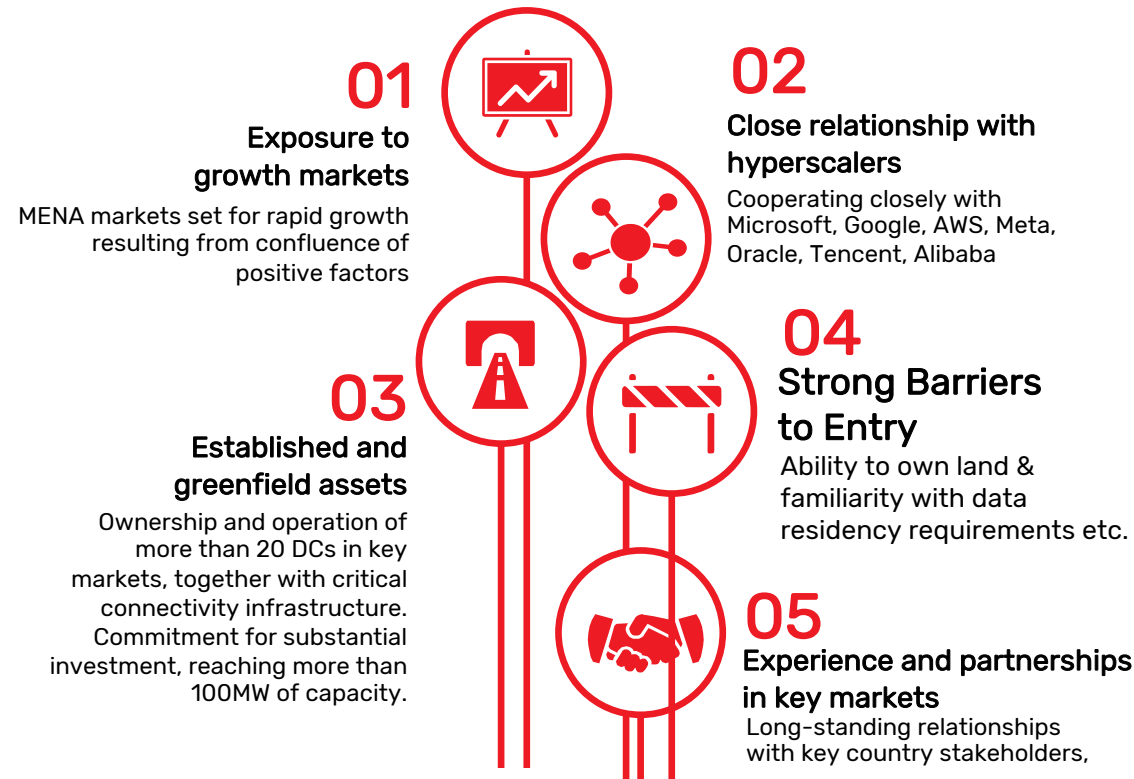 01
Exposure to
growth markets
MENA markets set for rapid growth
resulting from confluence of
positive factors
02
Close relationship with
hyperscalers
Cooperating closely with
Microsoft, Google, AWS, Meta,
Oracle, Tencent, Alibaba
03
Established and
greenfield assets
Ownership and operation of
more than 20 DCs in key
markets, together with critical
connectivity infrastructure.
Commitment for substantial
investment, reaching more than
100MW of capacity.
04
Strong Barriers
to Entry
Ability to own land &
familiarity with data
residency requirements etc.
05
Experience and partnerships
in key markets
Long-standing relationships
with key country stakeholders,